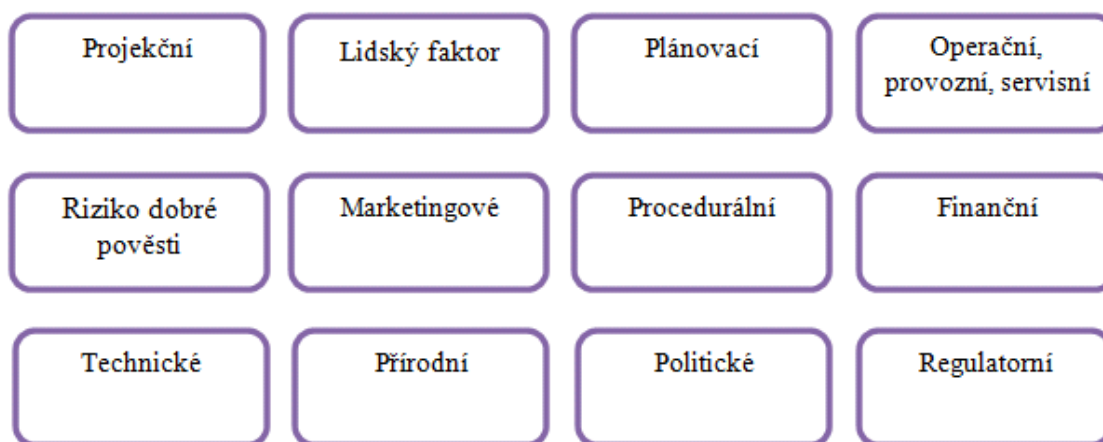 Projekční
Lidský faktor
Plánovací
Operační,
provozní, servisní
Riziko dobré
pověsti
Marketingové
Procedurální
Finanční
Technické
Přírodní
Politické
Regulatorní